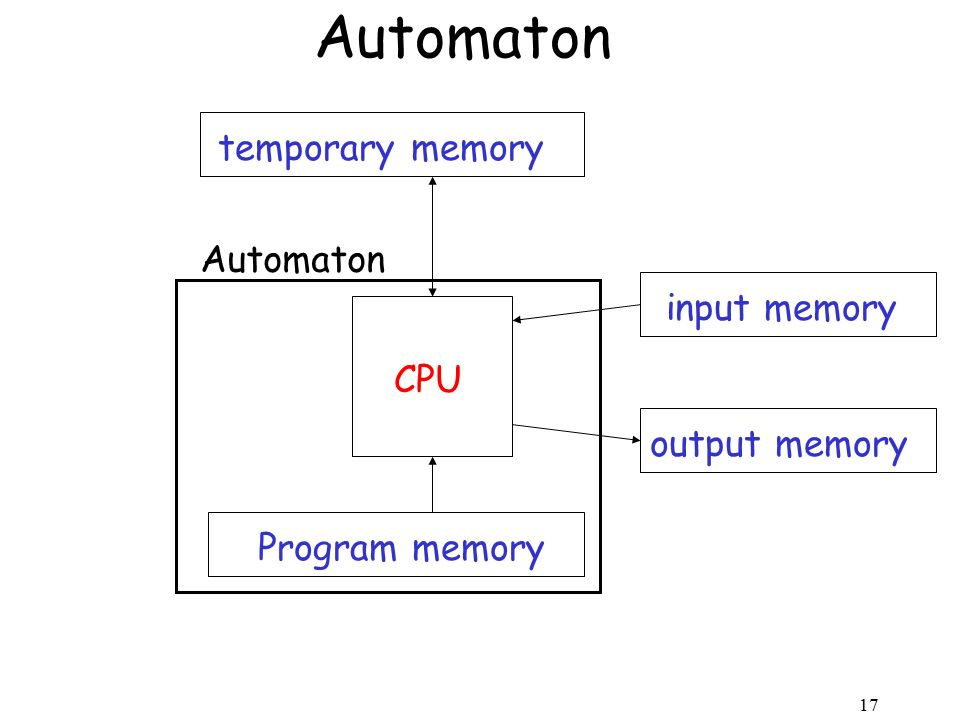 Automaton
temporary memory
Automaton
input memory
CPU
output memory
Program memory
17